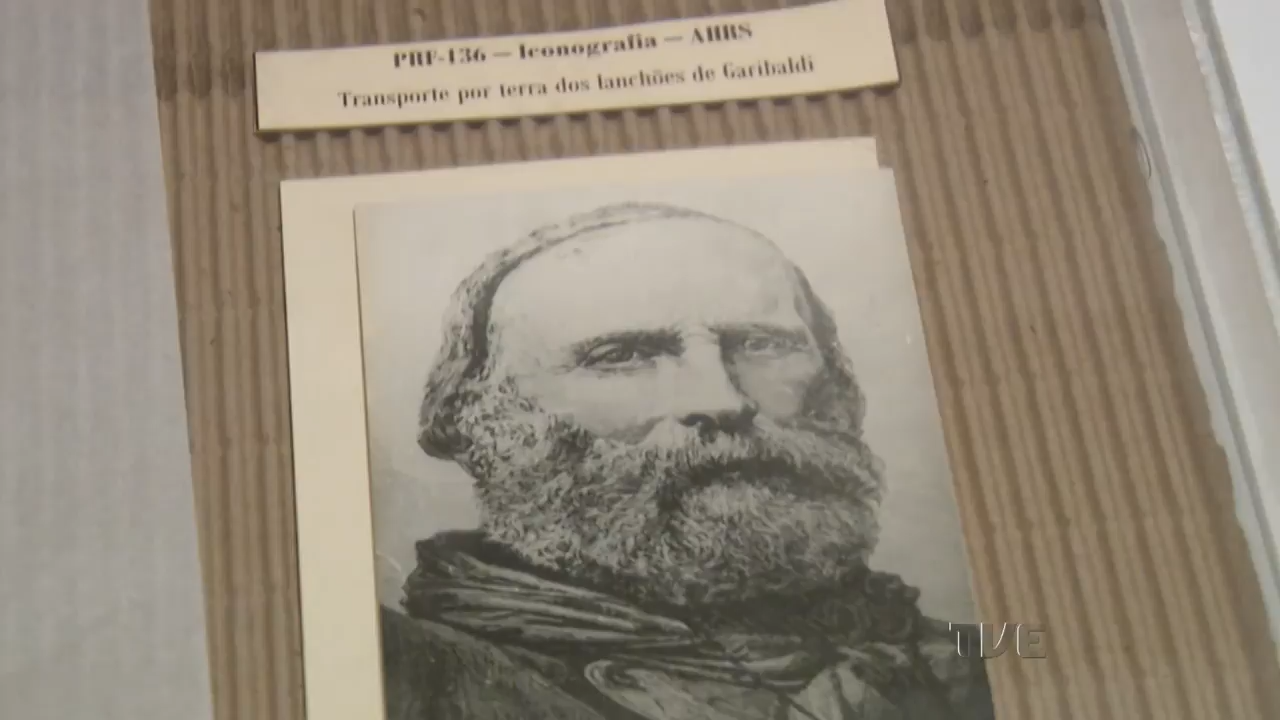 PRF-136 — Iconografia — AHRS
Transporte por terra dos lanchões de Garibaldi
TVE